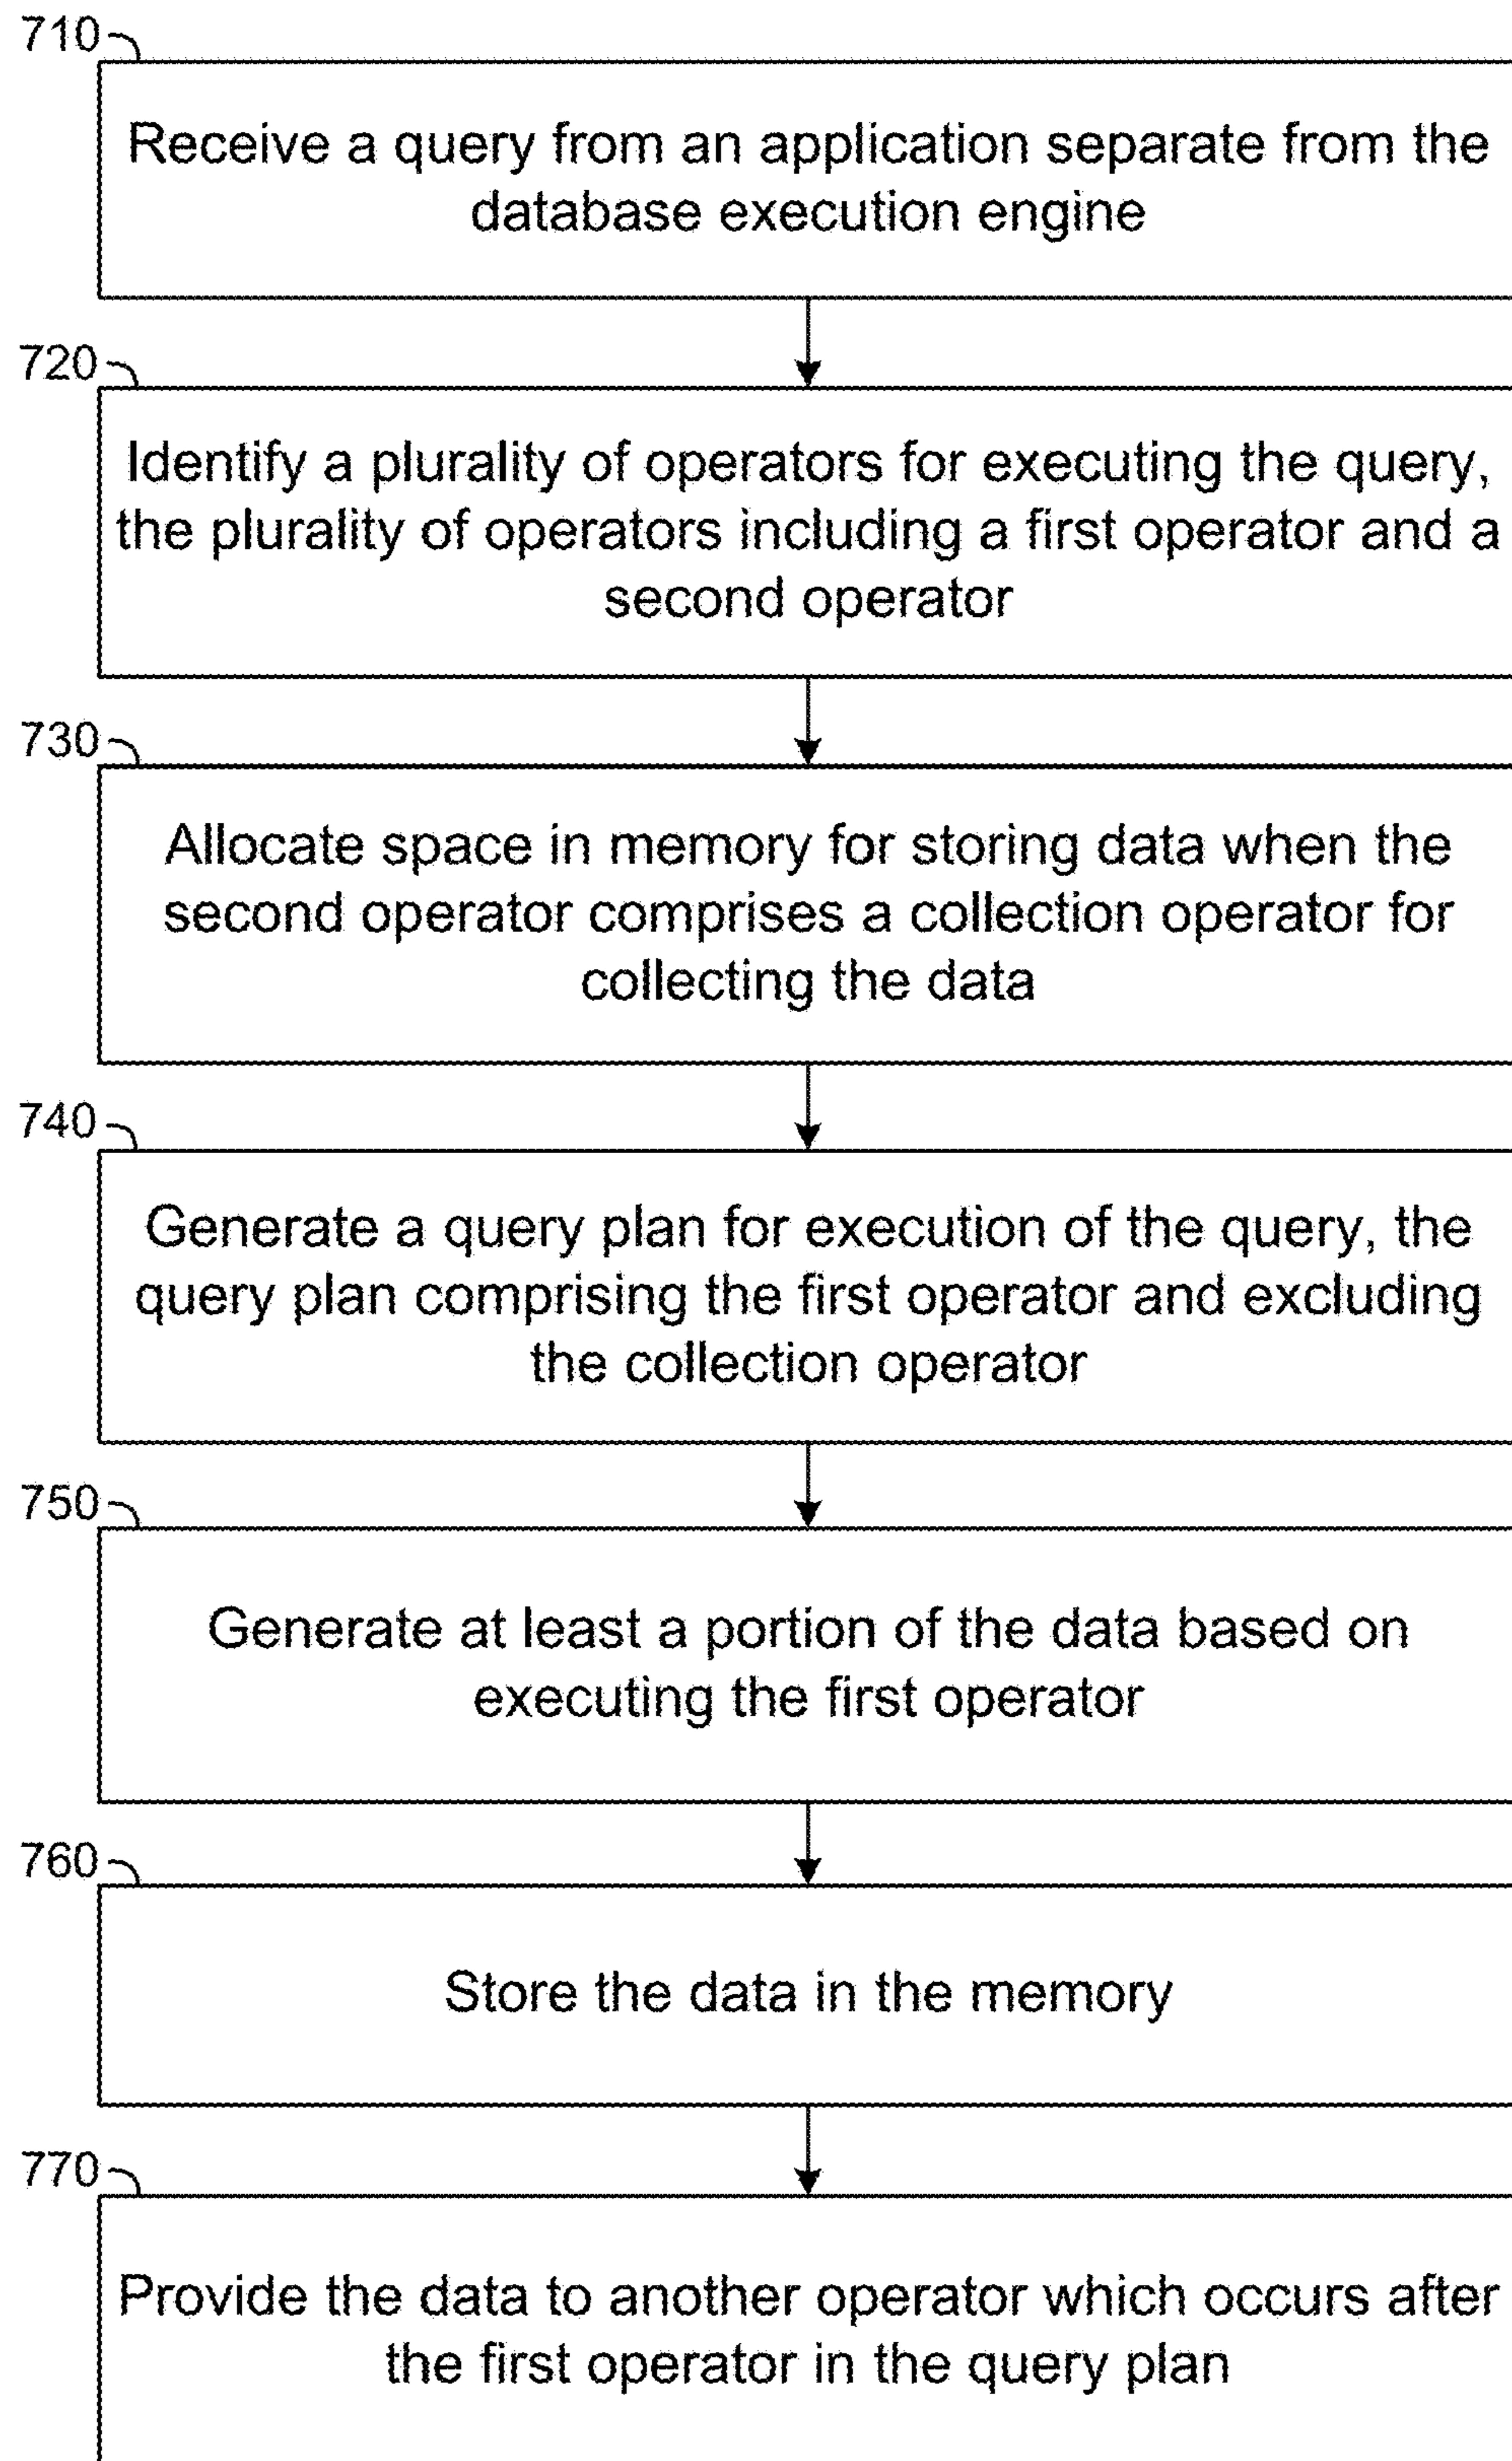 710
Receive a query from an application separate from the
database execution engine
720
Identify a plurality of operators for executing the query,
the plurality of operators including a first operator and a
second operator
730
Allocate space in memory for storing data when the
second operator comprises a collection operator for
collecting the data
740
Generate a query plan for execution of the query, the
query plan comprising the first operator and excluding
the collection operator
750
Generate at least a portion of the data based on
executing the first operator
760
Store the data in the memory
770
Provide the data to another operator which occurs after
the first operator in the query plan